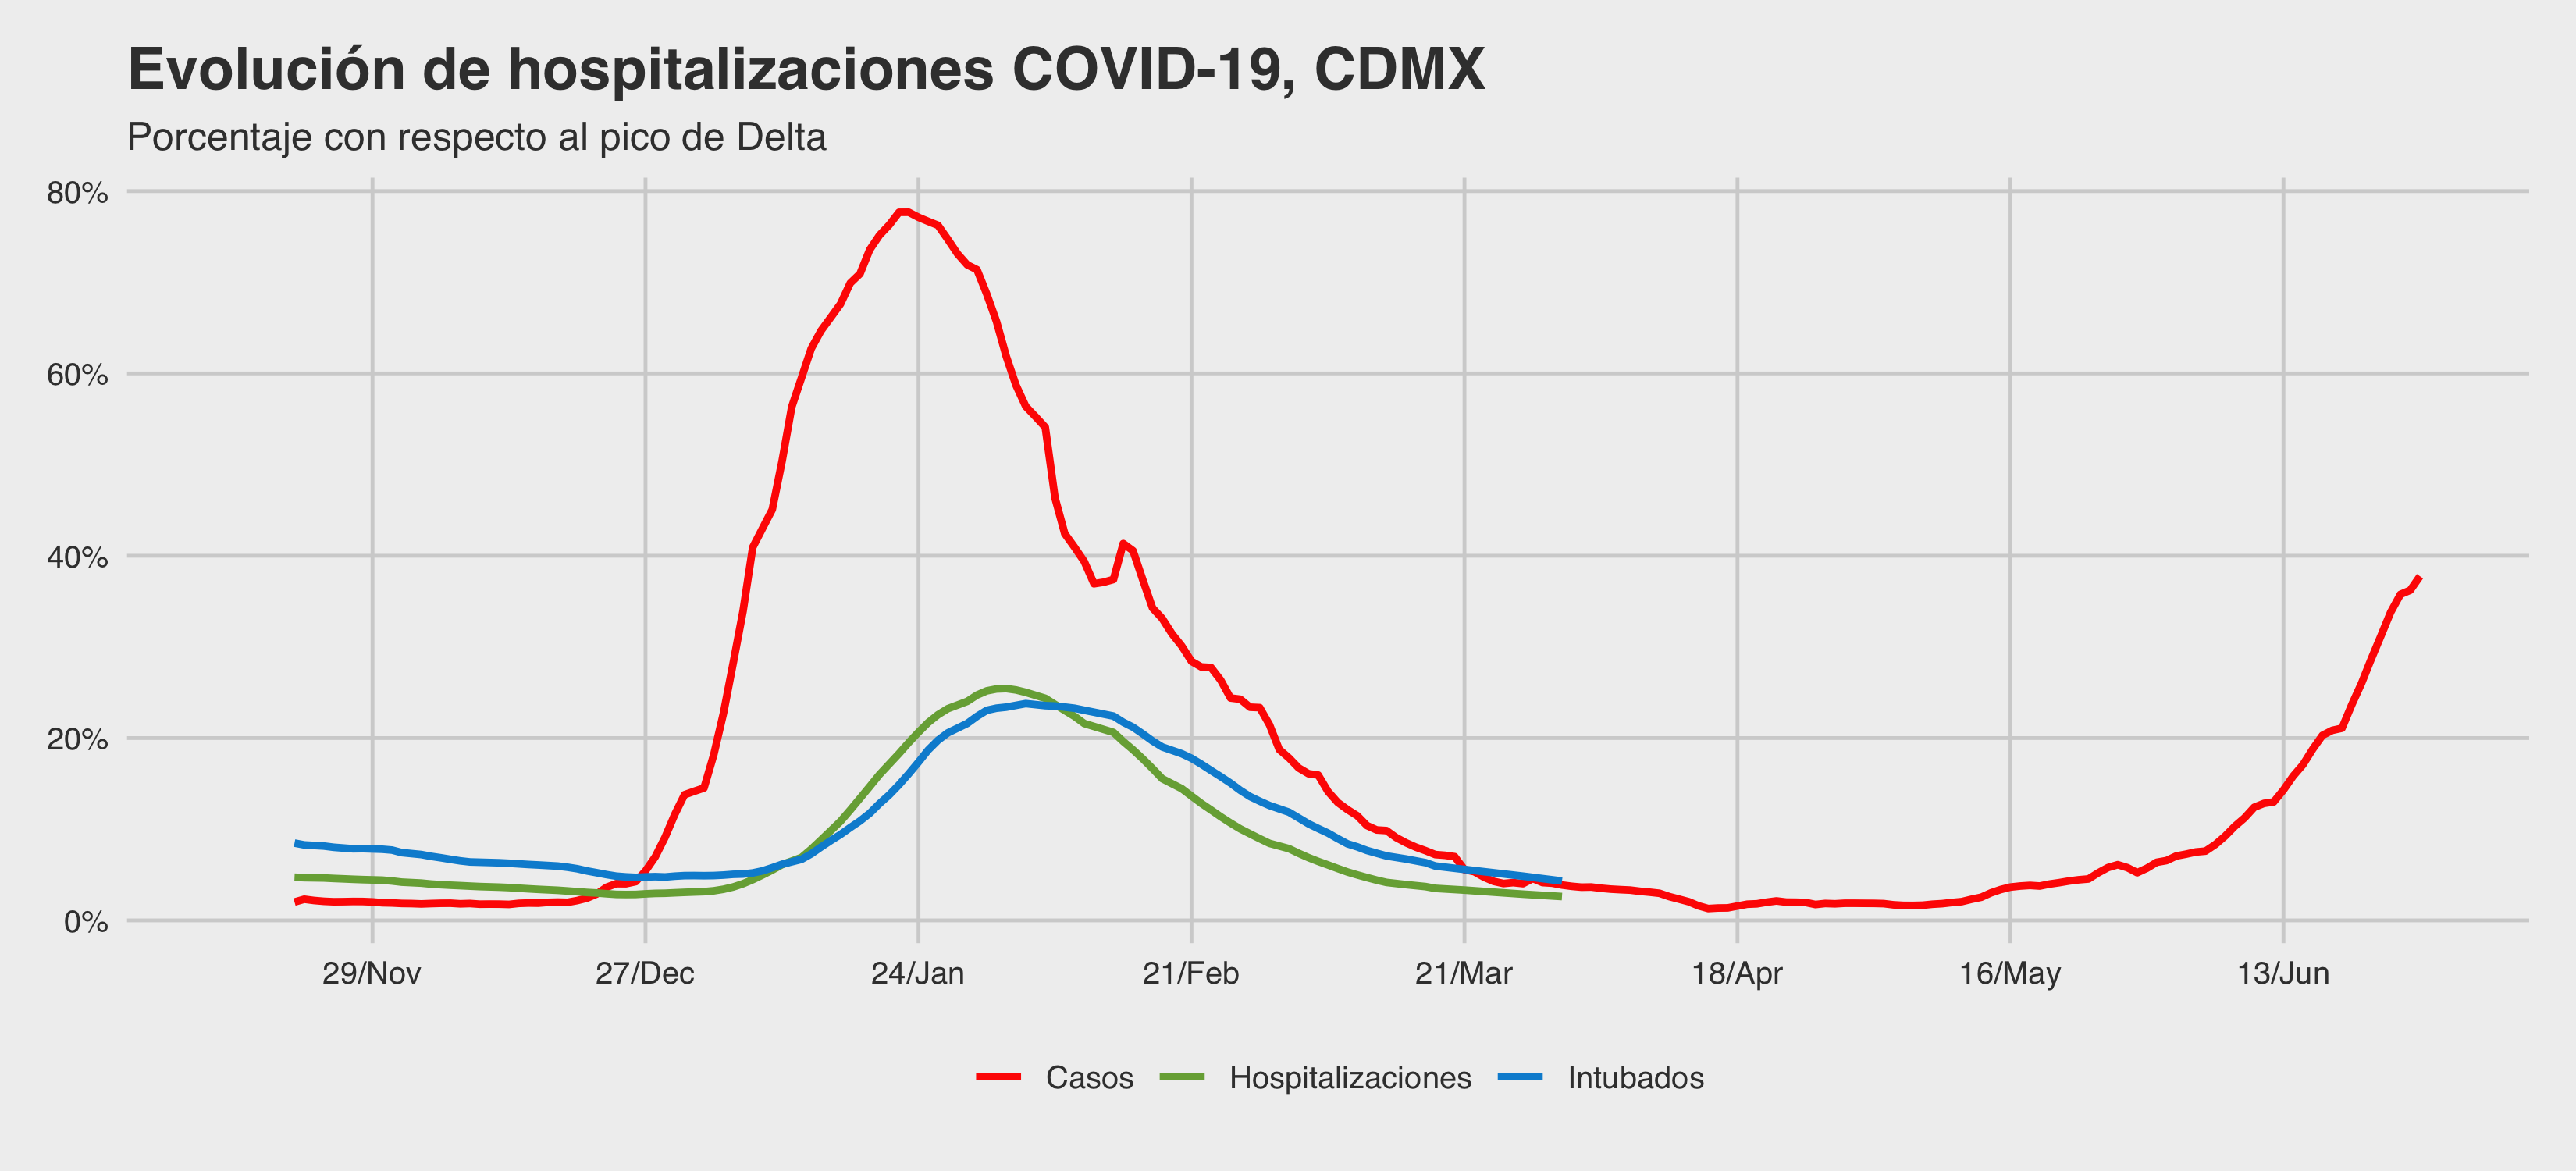 Evolución de hospitalizaciones COVID-19, CDMX
Porcentaje con respecto al pico de Delta
80%
60%
40%
20%
0%
29/Nov 27/Dec 24/Jan 21/Feb 21/Mar 18/Apr 16/May 13/Jun
Casos Hospitalizaciones Intubados